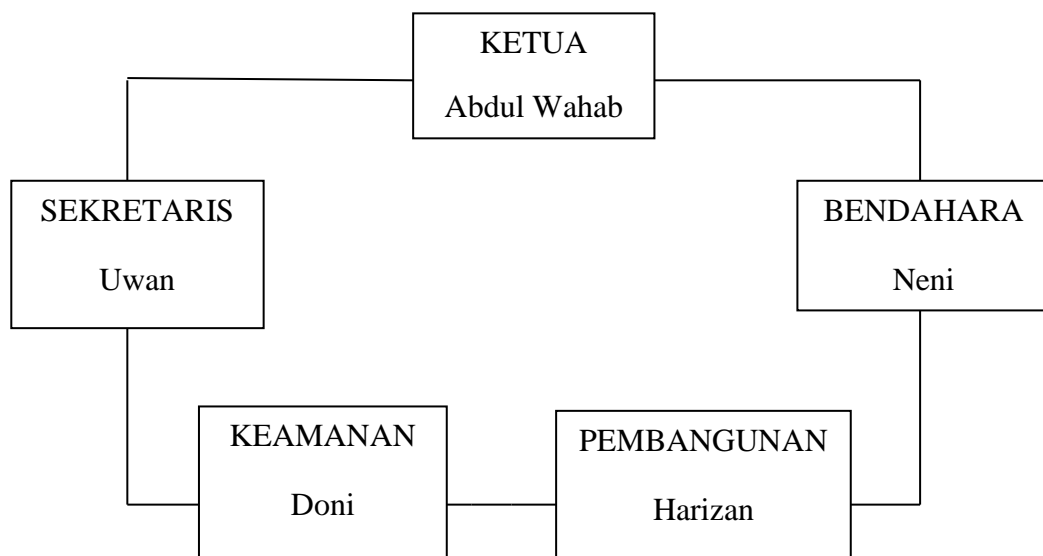 KETUA
Abdul Wahab
SEKRETARIS
Uwan
BENDAHARA
Neni
KEAMANAN
Doni
PEMBANGUNAN
Harizan